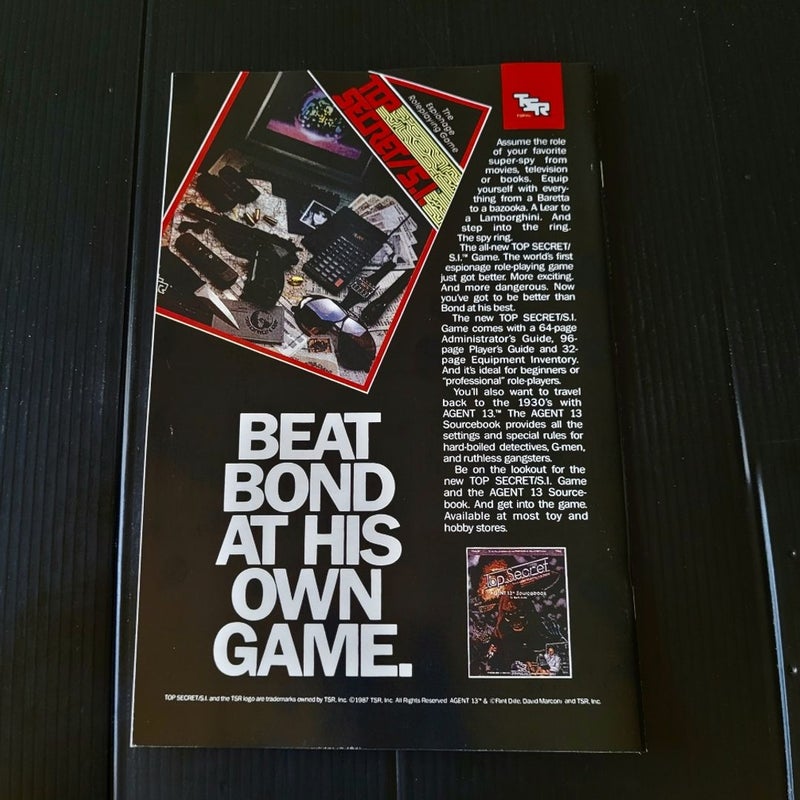 TOP
SECRET/S.I.
The
Espionage
Roleplaying Game
TSR
Assume the role
of your favorite
super-spy from
movies, television
or books. Equip
yourself with every-
thing from a Baretta
to a bazooka. A Lear to
a Lamborghini. And
step into the ring.
The spy ring.
The all-new TOP SECRET/
S.I.™ Game. The world's first
espionage role-playing game
just got better. More exciting.
And more dangerous. Now
you've got to be better than
Bond at his best.
The new TOP SECRET/S.I.
Game comes with a 64-page
Administrator's Guide, 96-
page Player's Guide and 32-
page Equipment Inventory.
And it's ideal for beginners or
"professional" role-players.
You'll also want to travel
back to the 1930's with
AGENT 13.™ The AGENT 13
Sourcebook provides all the
settings and special rules for
hard-boiled detectives, G-men,
and ruthless gangsters.
Be on the lookout for the
new TOP SECRET/S.I. Game
and the AGENT 13 Source-
book. And get into the game.
Available at most toy and
hobby stores.
BEAT
BOND
AT HIS
OWN
GAME.
Top Secret
AGENT 13™ Sourcebook
TOP SECRET/S.I. and the TSR logo are trademarks owned by TSR, Inc. ©1987 TSR, Inc. All Rights Reserved AGENT 13™ & ©Flint Dille, David Marconi and TSR, Inc.